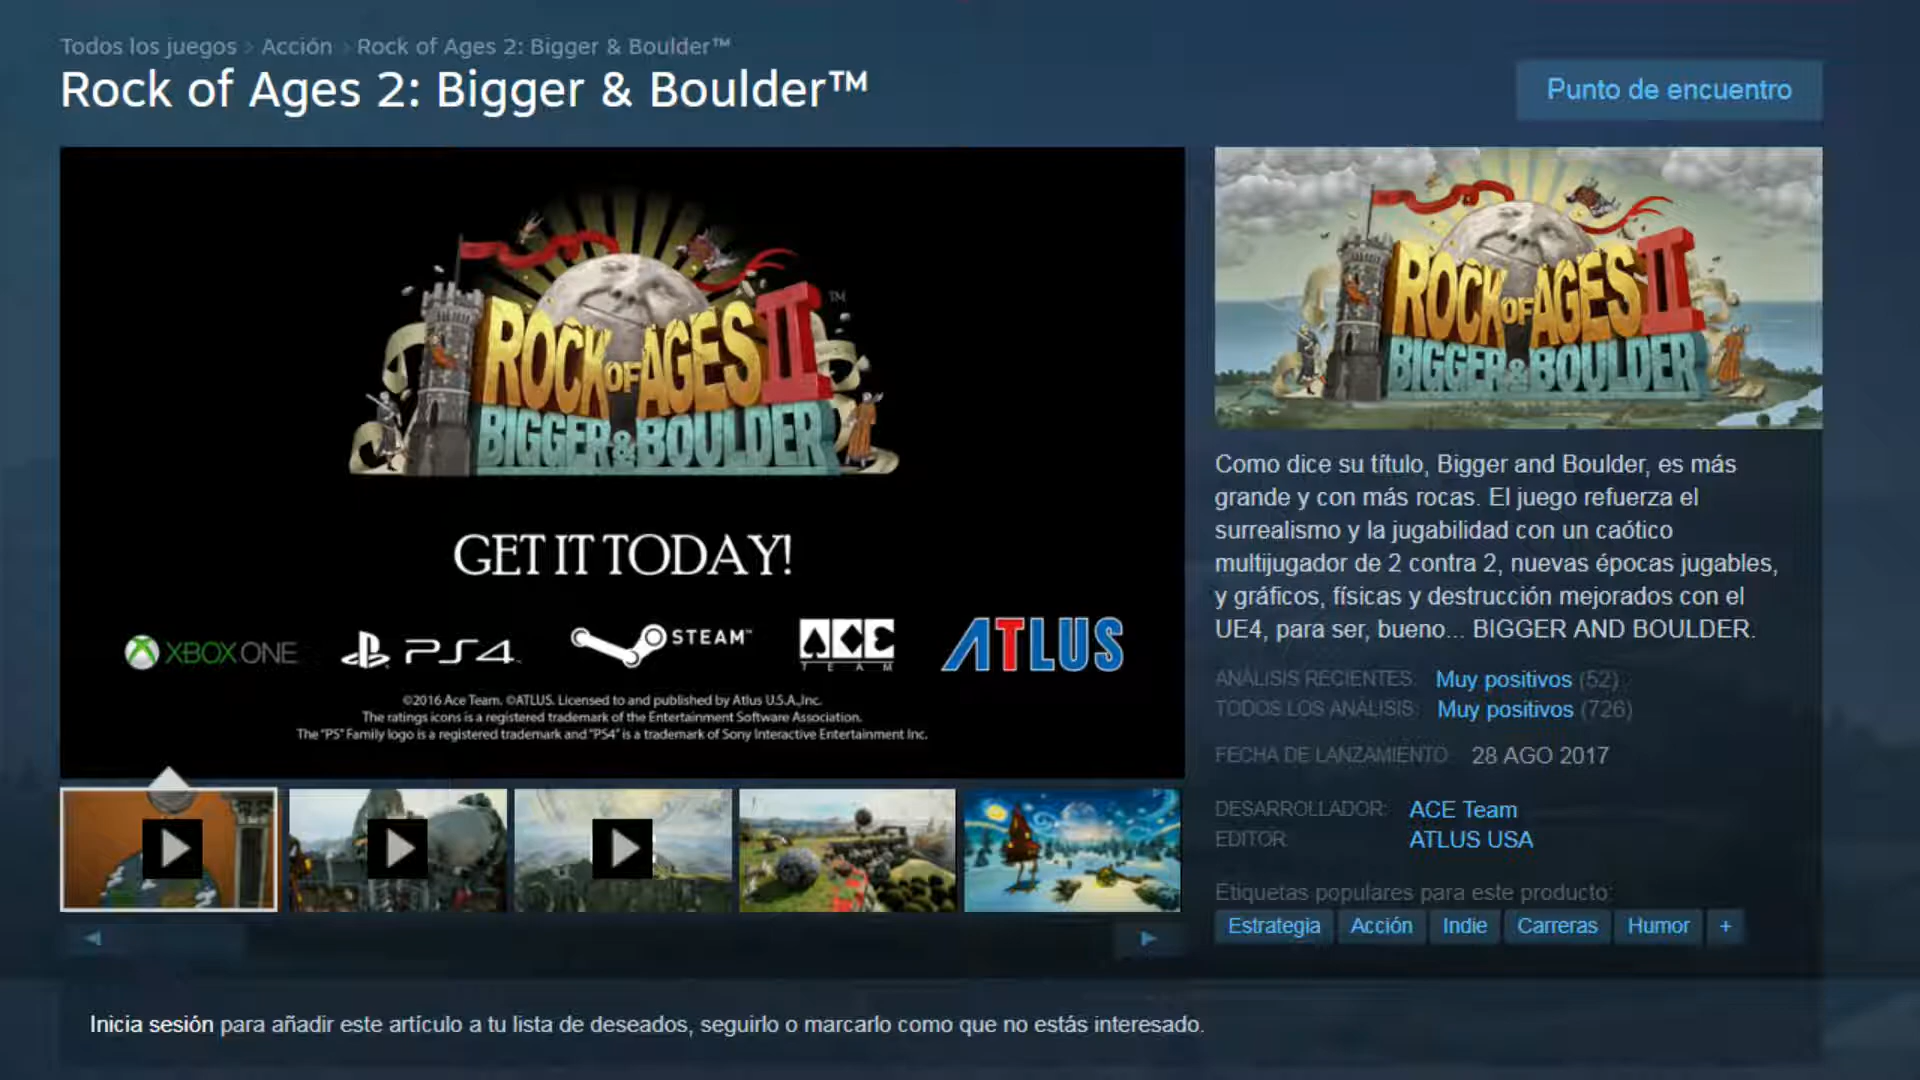 Todos los juegos > Acción > Rock of Ages 2: Bigger & Boulder™
Rock of Ages 2: Bigger & Boulder™
Punto de encuentro
ROCK OF AGES II
™
BIGGER & BOULDER
GET IT TODAY!
XBOX ONE
PS4
STEAM™
ACE
TEAM
ATLUS
©2016 Ace Team. ©ATLUS. Licensed to and published by Atlus U.S.A.,Inc.
The ratings icons is a registered trademark of the Entertainment Software Association.
The "PS" Family logo is a registered trademark and "PS4" is a trademark of Sony Interactive Entertainment Inc.
ROCK OF AGES II
BIGGER & BOULDER
Como dice su título, Bigger and Boulder, es más
grande y con más rocas. El juego refuerza el
surrealismo y la jugabilidad con un caótico
multijugador de 2 contra 2, nuevas épocas jugables,
y gráficos, físicas y destrucción mejorados con el
UE4, para ser, bueno... BIGGER AND BOULDER.
ANÁLISIS RECIENTES: Muy positivos (52)
TODOS LOS ANÁLISIS: Muy positivos (726)
FECHA DE LANZAMIENTO: 28 AGO 2017
DESARROLLADOR: ACE Team
EDITOR: ATLUS USA
Etiquetas populares para este producto:
Estrategia Acción Indie Carreras Humor +
Inicia sesión para añadir este artículo a tu lista de deseados, seguirlo o marcarlo como que no estás interesado.